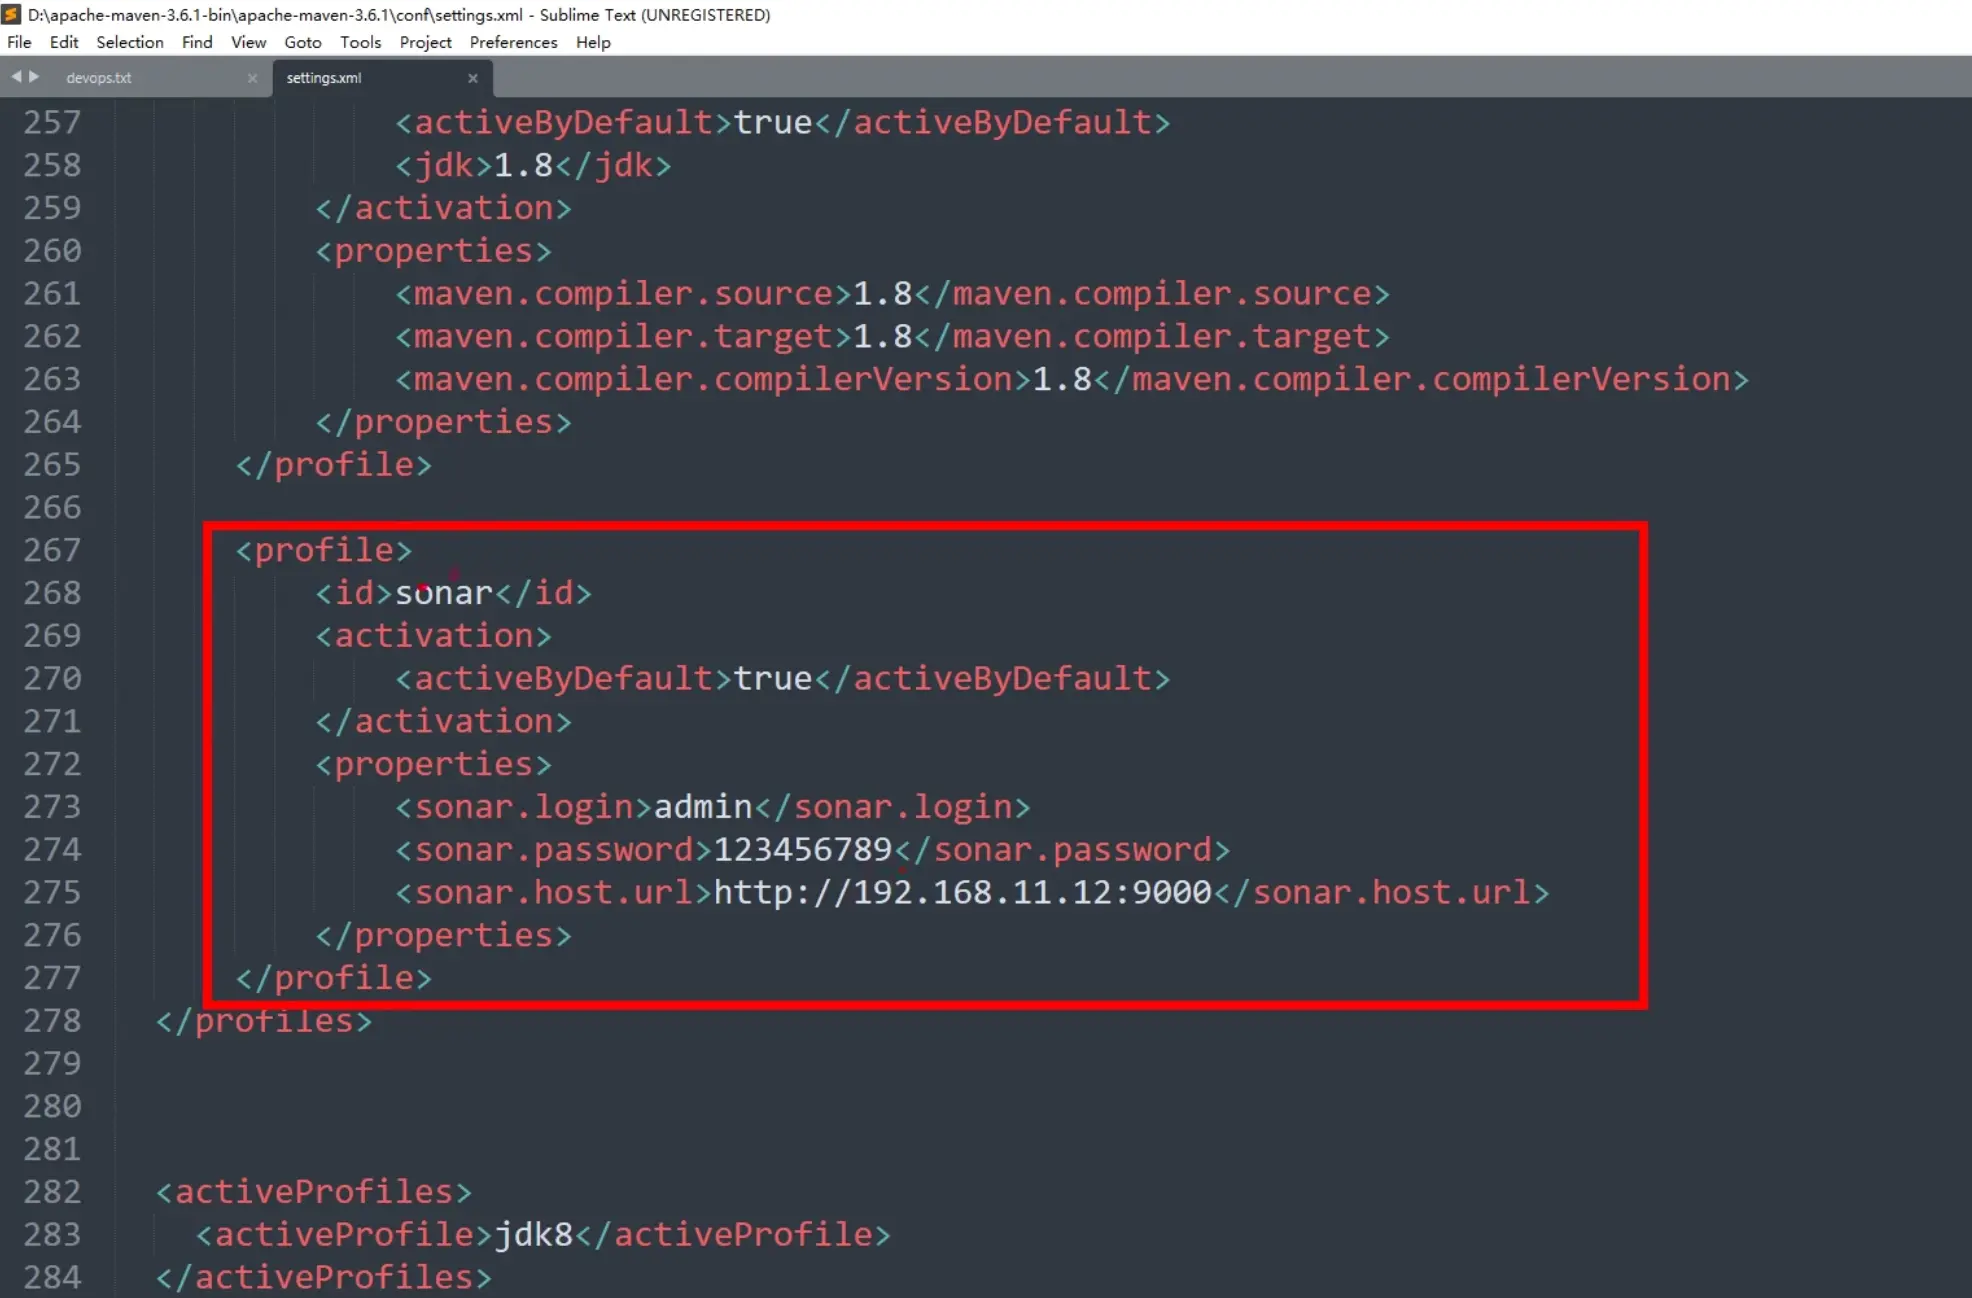 D:\apache-maven-3.6.1-bin\apache-maven-3.6.1\conf\settings.xml - Sublime Text (UNREGISTERED)
File Edit Selection Find View Goto Tools Project Preferences Help
devops.txt × settings.xml ×
257 <activeByDefault>true</activeByDefault>
258 <jdk>1.8</jdk>
259 </activation>
260 <properties>
261 <maven.compiler.source>1.8</maven.compiler.source>
262 <maven.compiler.target>1.8</maven.compiler.target>
263 <maven.compiler.compilerVersion>1.8</maven.compiler.compilerVersion>
264 </properties>
265 </profile>
266
267 <profile>
268 <id>sonar</id>
269 <activation>
270 <activeByDefault>true</activeByDefault>
271 </activation>
272 <properties>
273 <sonar.login>admin</sonar.login>
274 <sonar.password>123456789</sonar.password>
275 <sonar.host.url>http://192.168.11.12:9000</sonar.host.url>
276 </properties>
277 </profile>
278 </profiles>
279
280
281
282 <activeProfiles>
283 <activeProfile>jdk8</activeProfile>
284 </activeProfiles>